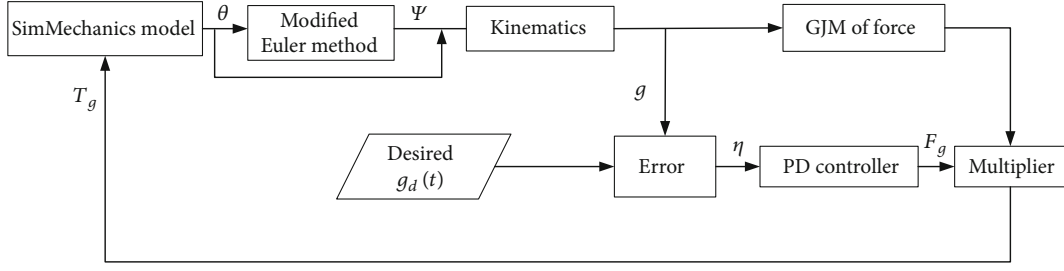 SimMechanics model
θ
Modified
Euler method
Ψ
Kinematics
GJM of force
T_g
g
Desired
g_d (t)
Error
η
PD controller
F_g
Multiplier